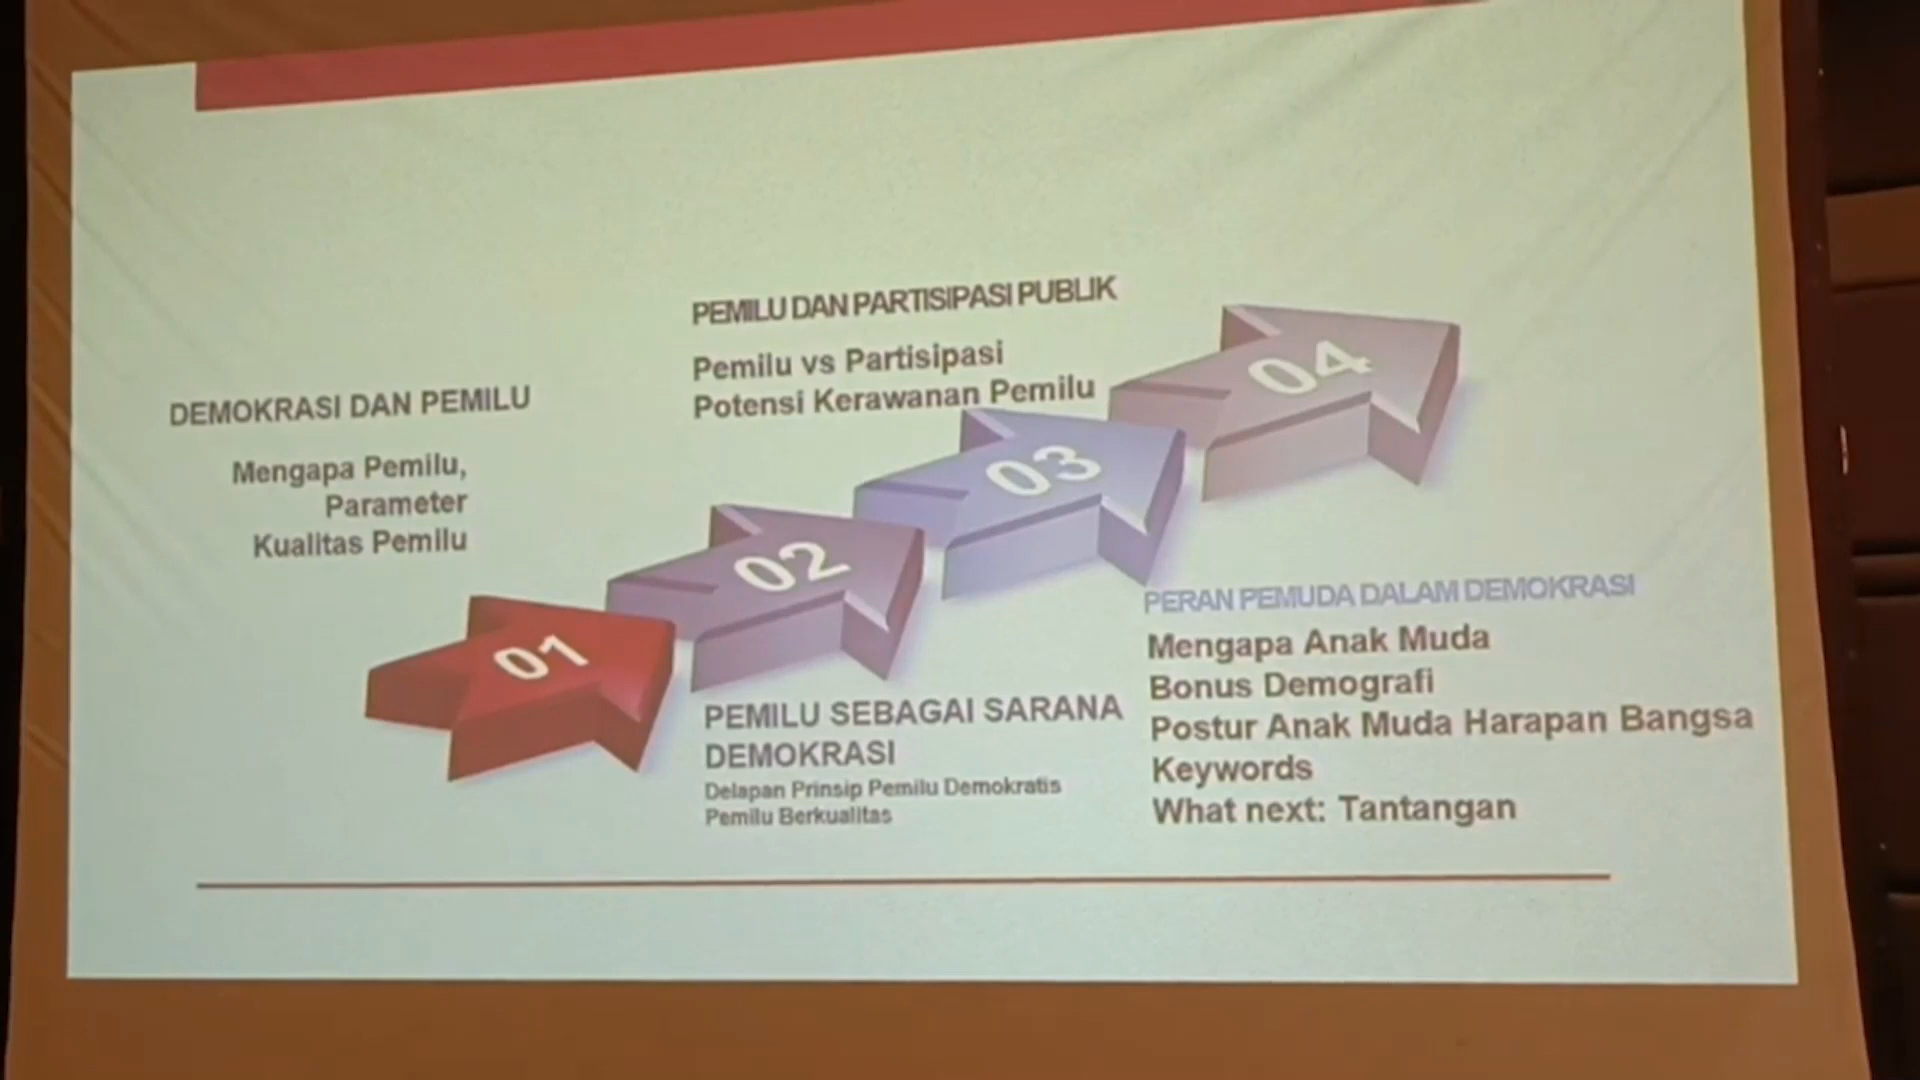 DEMOKRASI DAN PEMILU
Mengapa Pemilu,
Parameter
Kualitas Pemilu
01
PEMILU SEBAGAI SARANA
DEMOKRASI
Delapan Prinsip Pemilu Demokratis
Pemilu Berkualitas
02
PEMILU DAN PARTISIPASI PUBLIK
Pemilu vs Partisipasi
Potensi Kerawanan Pemilu
03
PERAN PEMUDA DALAM DEMOKRASI
Mengapa Anak Muda
Bonus Demografi
Postur Anak Muda Harapan Bangsa
Keywords
What next: Tantangan
04